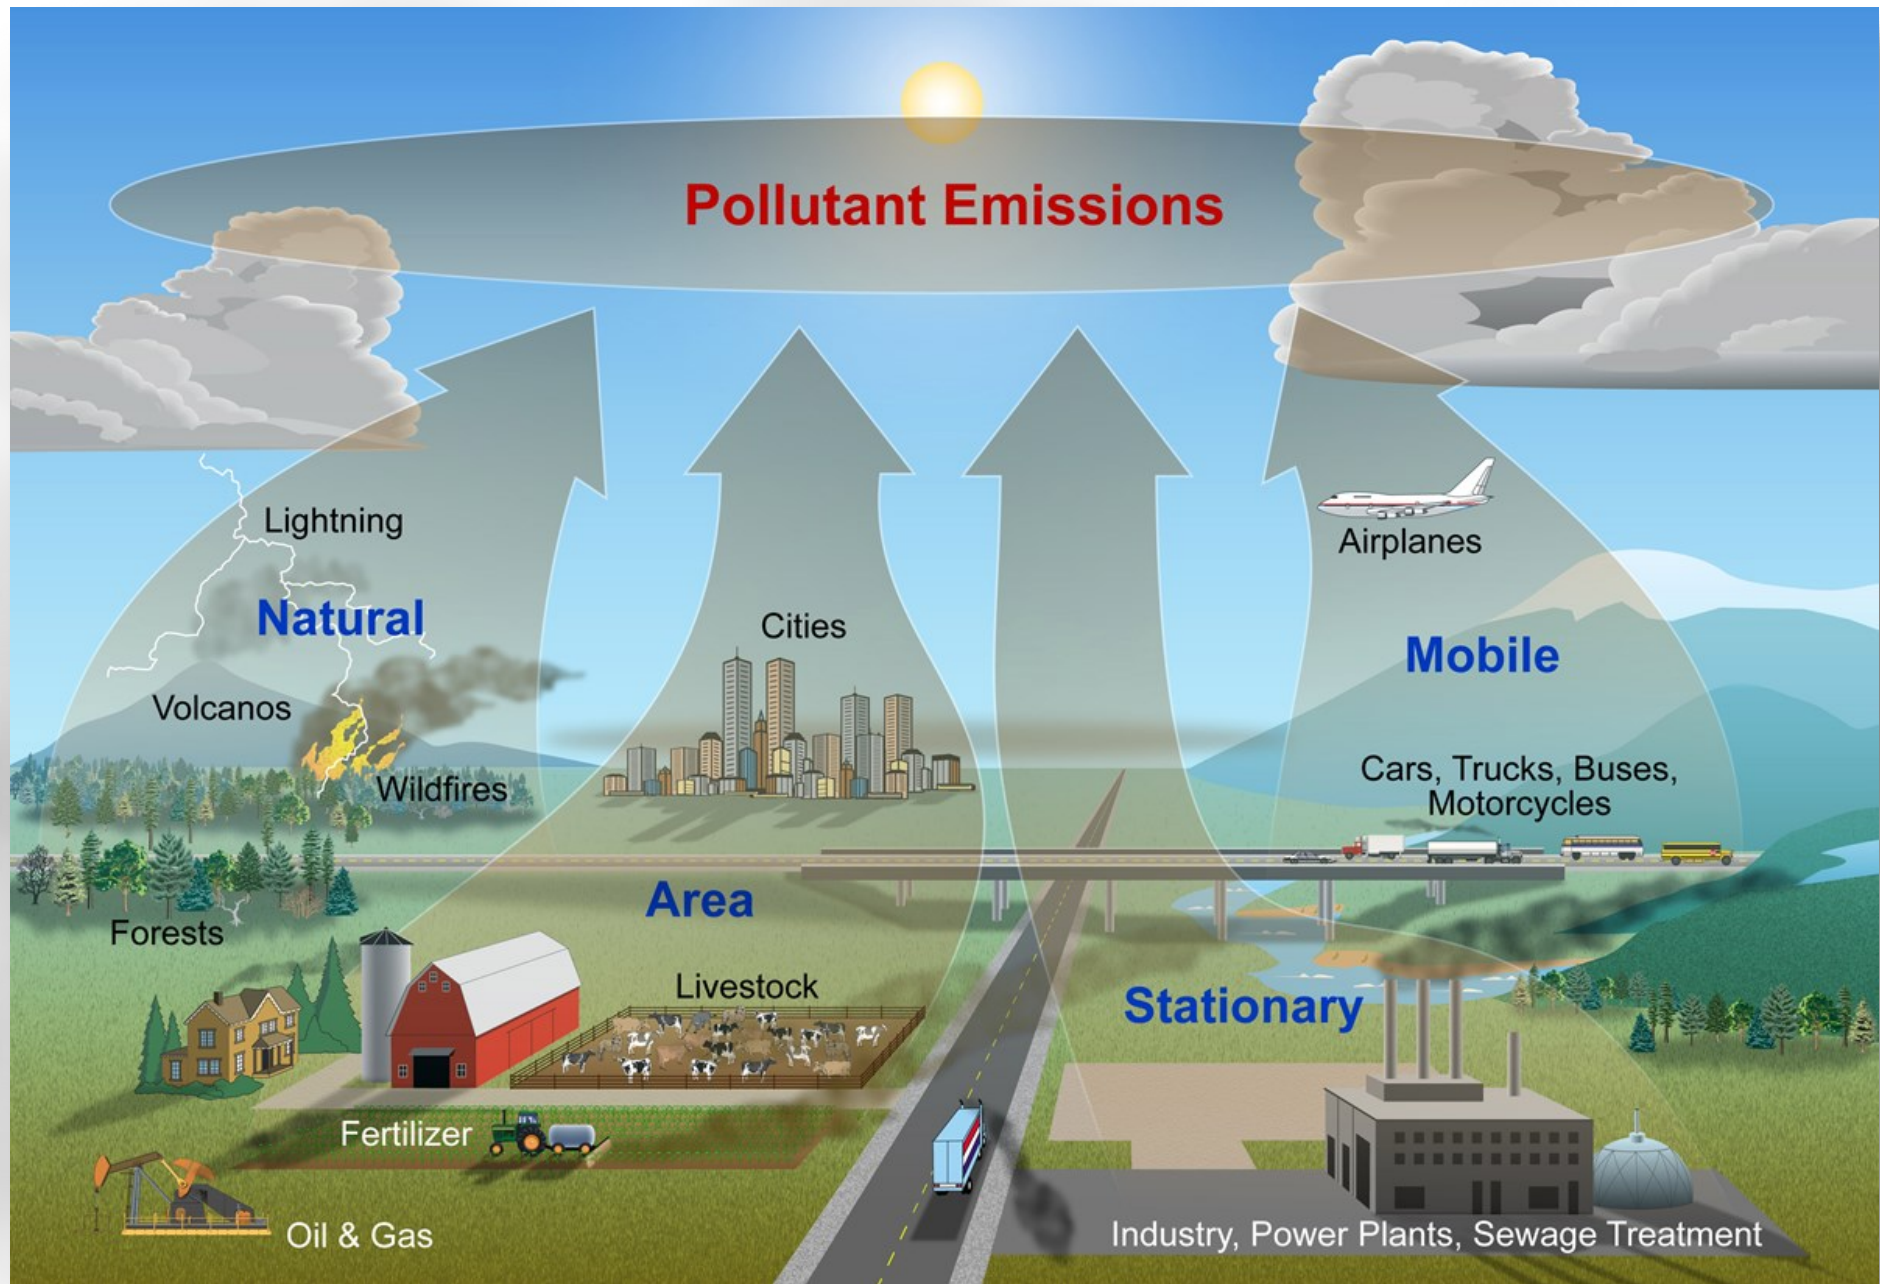 Pollutant Emissions
Lightning
Natural
Volcanos
Wildfires
Forests
Cities
Area
Livestock
Fertilizer
Oil & Gas
Airplanes
Mobile
Cars, Trucks, Buses,
Motorcycles
Stationary
Industry, Power Plants, Sewage Treatment